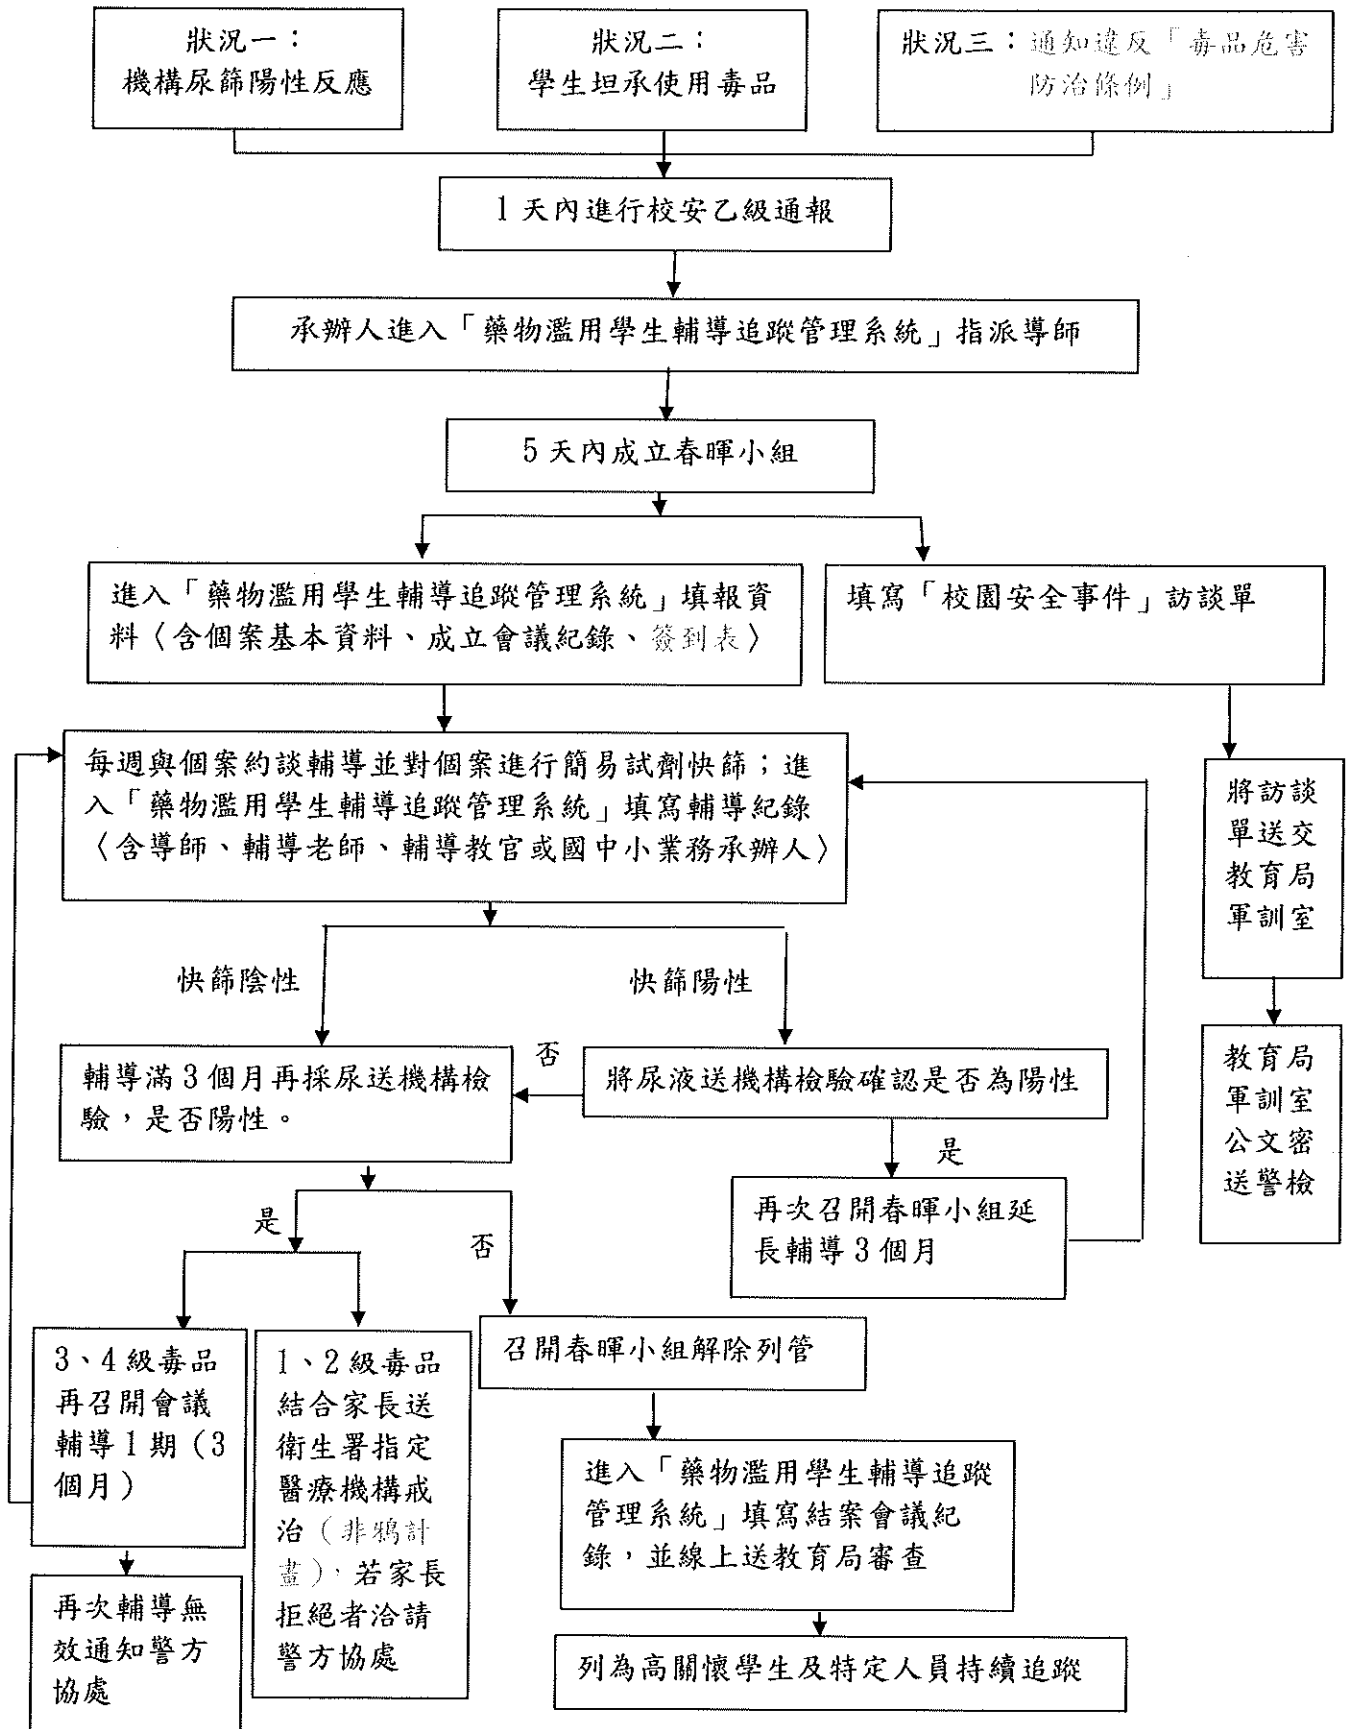 狀況一：
機構尿篩陽性反應
狀況二：
學生坦承使用毒品
狀況三：通知違反「毒品危害
防治條例」
1 天內進行校安乙級通報
承辦人進入「藥物濫用學生輔導追蹤管理系統」指派導師
5 天內成立春暉小組
進入「藥物濫用學生輔導追蹤管理系統」填報資
料〈含個案基本資料、成立會議紀錄、簽到表〉
填寫「校園安全事件」訪談單
每週與個案約談輔導並對個案進行簡易試劑快篩；進
入「藥物濫用學生輔導追蹤管理系統」填寫輔導紀錄
〈含導師、輔導老師、輔導教官或國中小業務承辦人〉
將訪談
單送交
教育局
軍訓室
快篩陰性
快篩陽性
輔導滿 3 個月再採尿送機構檢
驗，是否陽性。
否
將尿液送機構檢驗確認是否為陽性
教育局
軍訓室
公文密
送警檢
是
再次召開春暉小組延
長輔導 3 個月
是
否
3、4 級毒品
再召開會議
輔導 1 期（3
個月）
1、2 級毒品
結合家長送
衛生署指定
醫療機構戒
治（非鴉計
畫），若家長
拒絕者洽請
警方協處
召開春暉小組解除列管
進入「藥物濫用學生輔導追蹤
管理系統」填寫結案會議紀
錄，並線上送教育局審查
再次輔導無
效通知警方
協處
列為高關懷學生及特定人員持續追蹤